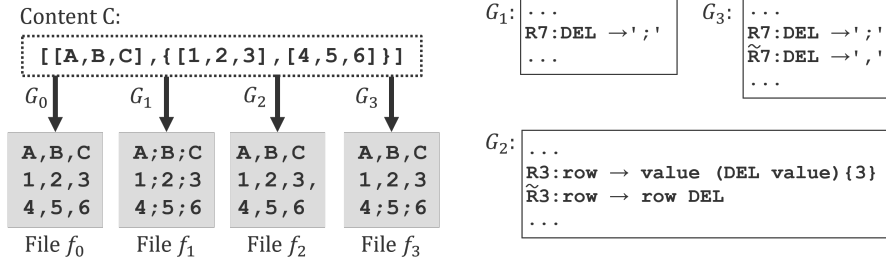 Content C:
[[A,B,C],{[1,2,3],[4,5,6]}]
G0 G1 G2 G3
A,B,C
1,2,3
4,5,6
File f0
A;B;C
1;2;3
4;5;6
File f1
A,B,C
1,2,3,
4,5,6
File f2
A,B,C
1,2,3
4;5;6
File f3
G1:
...
R7:DEL →';'
...
G3:
...
R7:DEL →';'
R̃7:DEL →','
...
G2:
...
R3:row → value (DEL value){3}
R̃3:row → row DEL
...